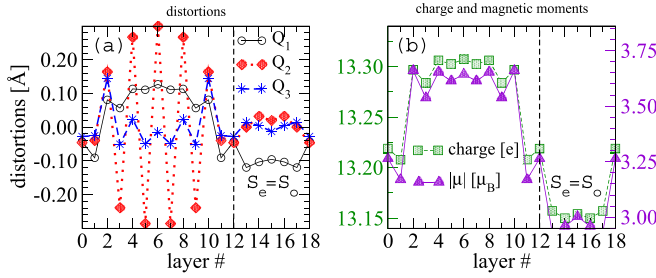 distortions
(a)
Q1
Q2
Q3
Se=So
distortions [Å]
0.20
0.10
0.00
-0.10
-0.20
0 2 4 6 8 10 12 14 16 18
layer #
charge and magnetic moments
(b)
charge [e]
|μ| [μB]
Se=So
13.30
13.25
13.20
13.15
3.75
3.50
3.25
3.00
0 2 4 6 8 10 12 14 16 18
layer #